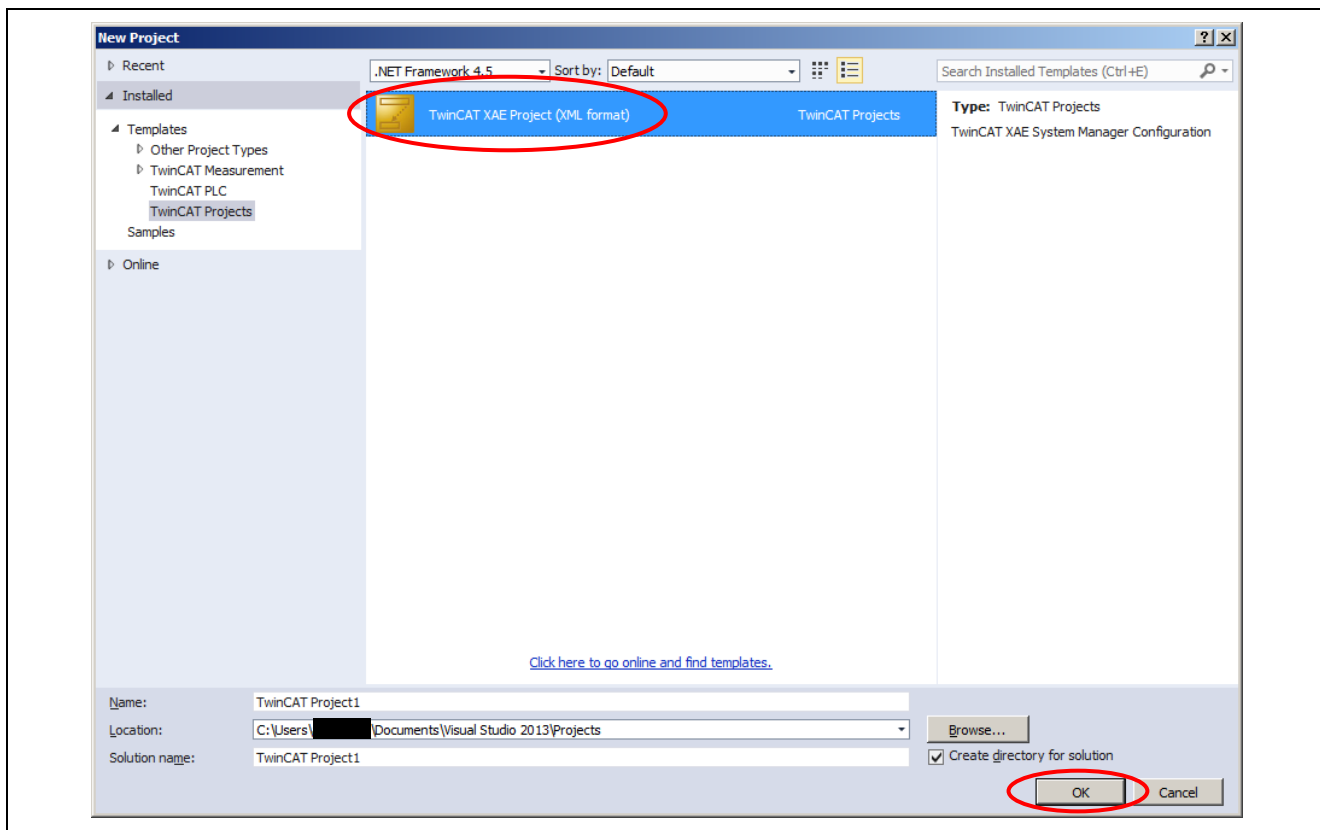 New Project
Recent
.NET Framework 4.5 Sort by: Default Search Installed Templates (Ctrl+E)
Installed
TwinCAT XAE Project (XML format) TwinCAT Projects
Type: TwinCAT Projects
TwinCAT XAE System Manager Configuration
Templates
Other Project Types
TwinCAT Measurement
TwinCAT PLC
TwinCAT Projects
Samples
Online
Click here to go online and find templates.
Name: TwinCAT Project1
Location: C:\Users\ \Documents\Visual Studio 2013\Projects Browse...
Solution name: TwinCAT Project1 Create directory for solution
OK Cancel